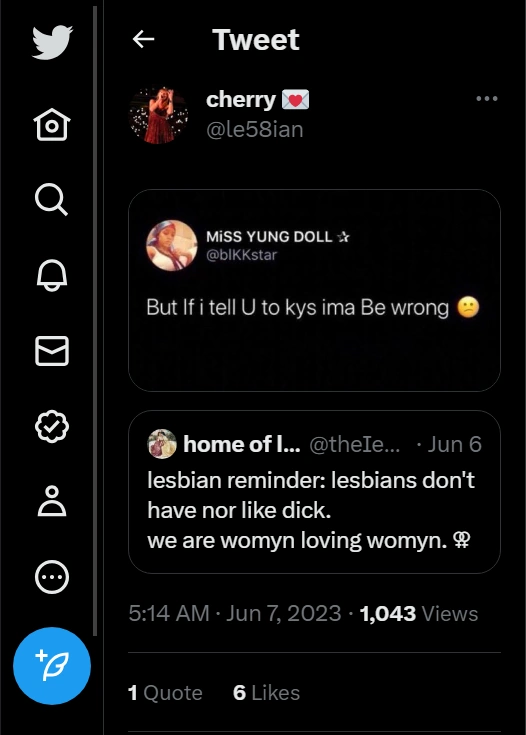 Tweet
cherry 💌
@le58ian
MiSS YUNG DOLL ✰
@blKKstar
But If i tell U to kys ima Be wrong 😕
home of l... @theIe... · Jun 6
lesbian reminder: lesbians don't
have nor like dick.
we are womyn loving womyn. ⚢
5:14 AM · Jun 7, 2023 · 1,043 Views
1 Quote 6 Likes